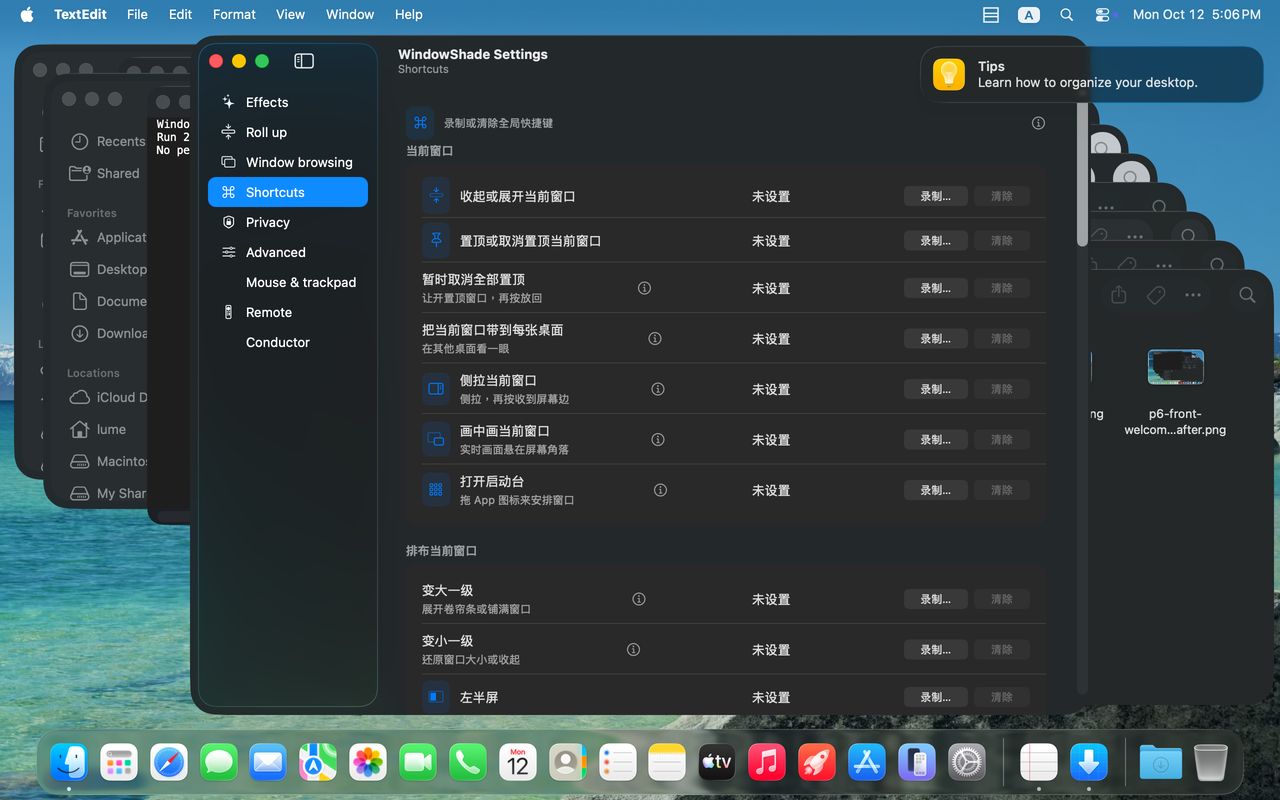 TextEdit File Edit Format View Window Help
A
Mon Oct 12 5:06 PM
WindowShade Settings
Shortcuts
Tips
Learn how to organize your desktop.
Effects
Roll up
Window browsing
Shortcuts
Privacy
Advanced
Mouse & trackpad
Remote
Conductor
Recents
Shared
Favorites
Applicat
Desktop
Docume
Downloa
Locations
iCloud D
lume
Macintos
My Shar
Windo
Run 2
No pe
录制或清除全局快捷键
当前窗口
收起或展开当前窗口 未设置 录制... 清除
置顶或取消置顶当前窗口 未设置 录制... 清除
暂时取消全部置顶 未设置 录制... 清除
让开置顶窗口，再按放回
把当前窗口带到每张桌面 未设置 录制... 清除
在其他桌面看一眼
侧拉当前窗口 未设置 录制... 清除
侧拉，再按收到屏幕边
画中画当前窗口 未设置 录制... 清除
实时画面悬在屏幕角落
打开启动台 未设置 录制... 清除
拖 App 图标来安排窗口
排布当前窗口
变大一级 未设置 录制... 清除
展开卷帘条或铺满窗口
变小一级 未设置 录制... 清除
还原窗口大小或收起
左半屏 未设置 录制... 清除
ng
p6-front-
welcom...after.png
Mon
12
tv